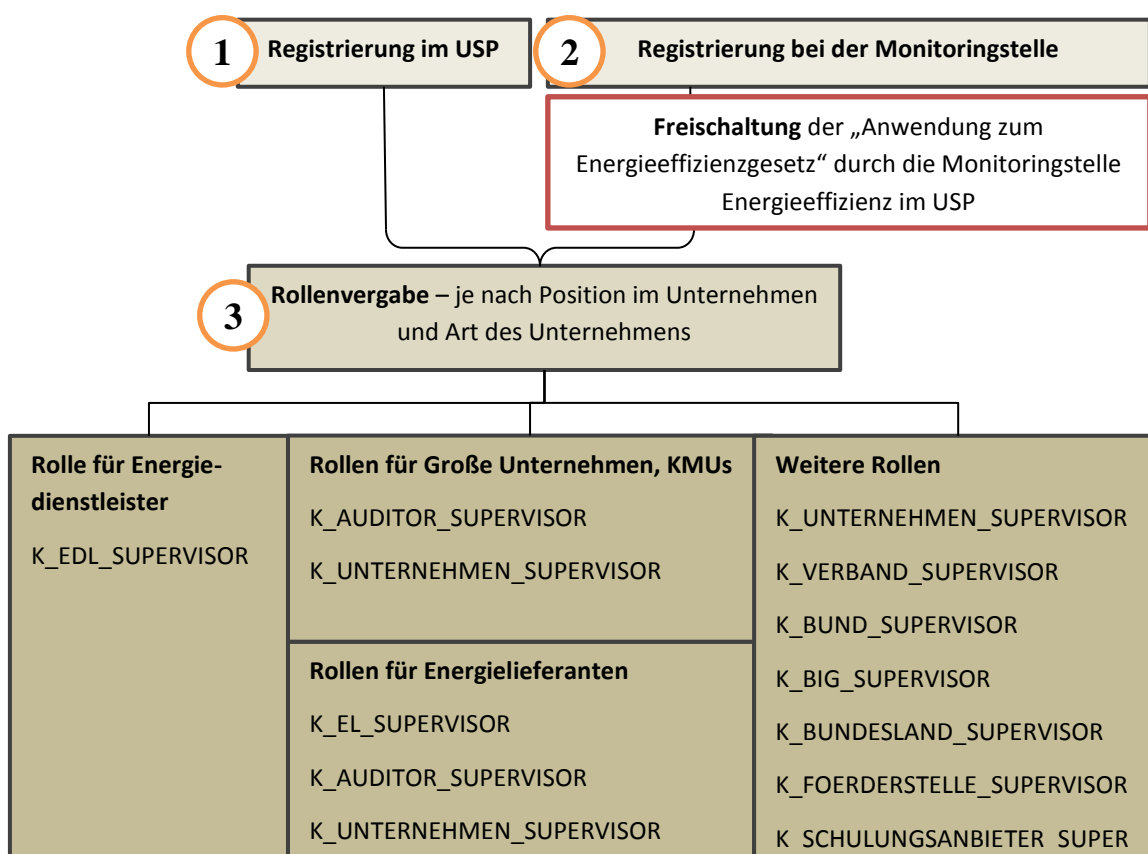 1
Registrierung im USP
2
Registrierung bei der Monitoringstelle
Freischaltung der „Anwendung zum
Energieeffizienzgesetz“ durch die Monitoringstelle
Energieeffizienz im USP
3
Rollenvergabe – je nach Position im Unternehmen
und Art des Unternehmens
Rolle für Energie-
dienstleister
K_EDL_SUPERVISOR
Rollen für Große Unternehmen, KMUs
K_AUDITOR_SUPERVISOR
K_UNTERNEHMEN_SUPERVISOR
Rollen für Energielieferanten
K_EL_SUPERVISOR
K_AUDITOR_SUPERVISOR
K_UNTERNEHMEN_SUPERVISOR
Weitere Rollen
K_UNTERNEHMEN_SUPERVISOR
K_VERBAND_SUPERVISOR
K_BUND_SUPERVISOR
K_BIG_SUPERVISOR
K_BUNDESLAND_SUPERVISOR
K_FOERDERSTELLE_SUPERVISOR
K_SCHULUNGSANBIETER_SUPER